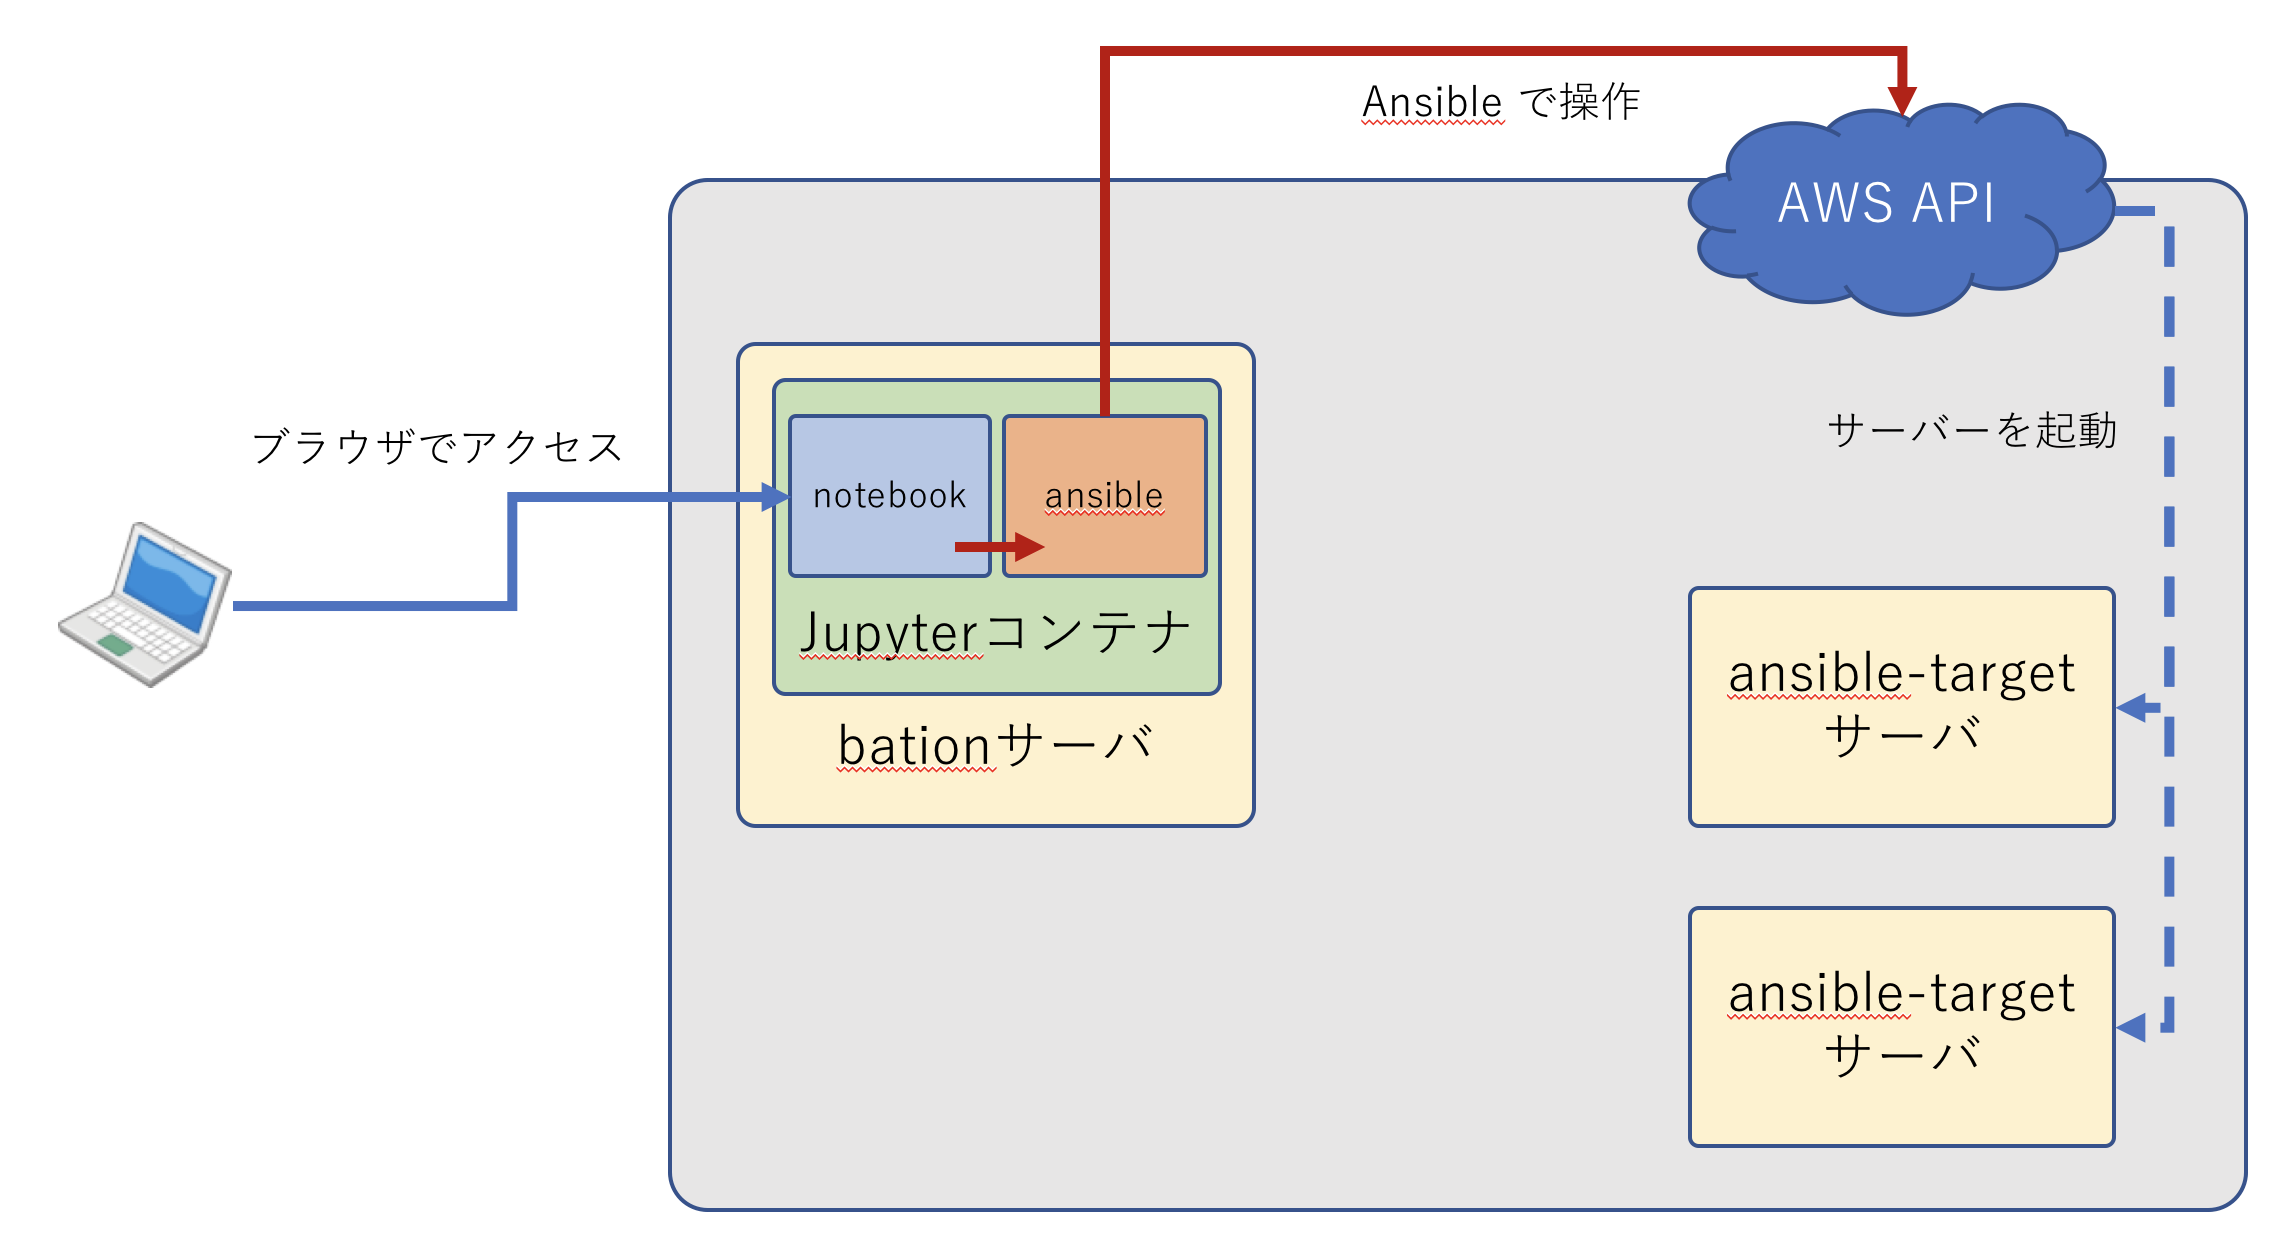 Ansible で操作
AWS API
ブラウザでアクセス
サーバーを起動
notebook
ansible
Jupyterコンテナ
bationサーバ
ansible-target
サーバ
ansible-target
サーバ